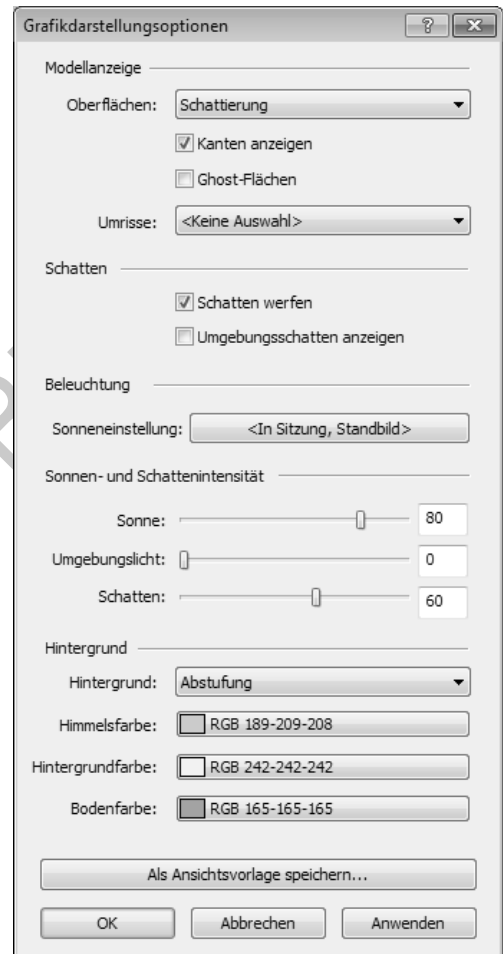 Grafikdarstellungsoptionen
Modellanzeige
Oberflächen: Schattierung
Kanten anzeigen
Ghost-Flächen
Umrisse: <Keine Auswahl>
Schatten
Schatten werfen
Umgebungsschatten anzeigen
Beleuchtung
Sonneneinstellung: <In Sitzung, Standbild>
Sonnen- und Schattenintensität
Sonne: 80
Umgebungslicht: 0
Schatten: 60
Hintergrund
Hintergrund: Abstufung
Himmelsfarbe: RGB 189-209-208
Hintergrundfarbe: RGB 242-242-242
Bodenfarbe: RGB 165-165-165
Als Ansichtsvorlage speichern...
OK Abbrechen Anwenden